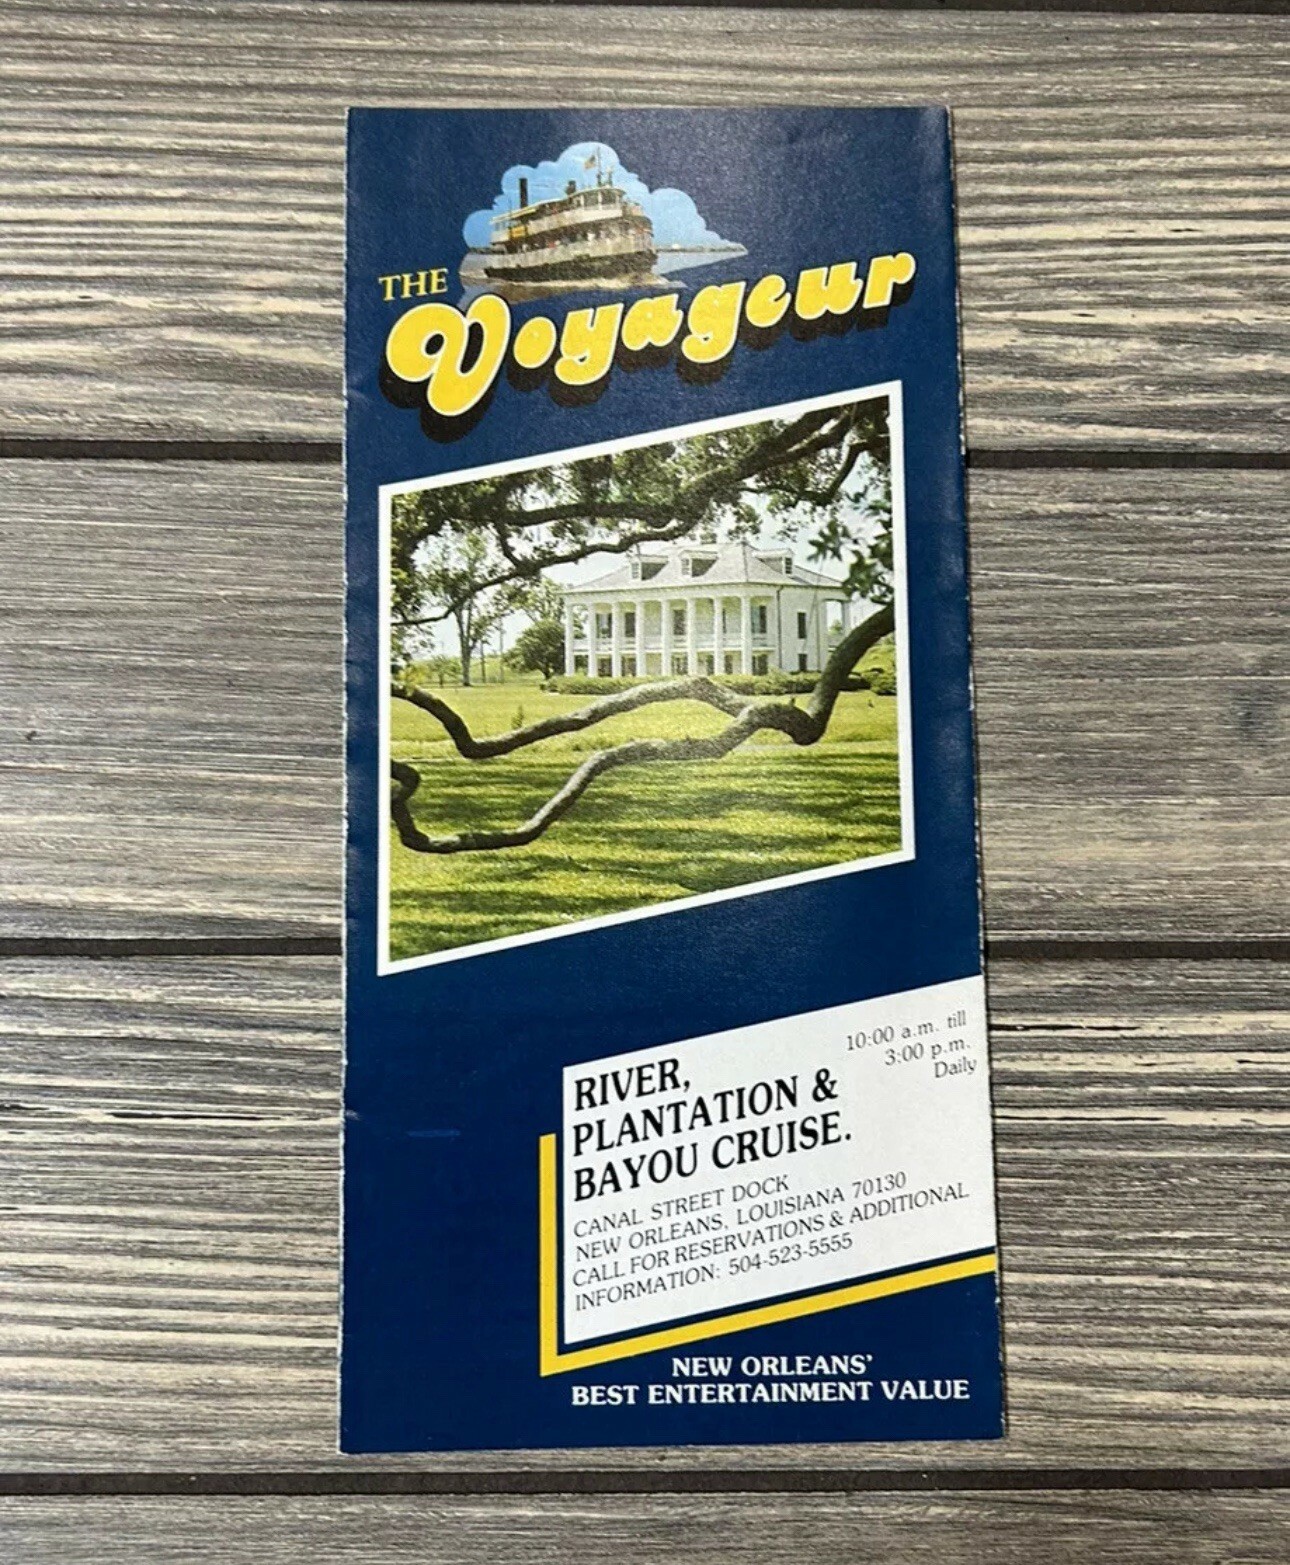 THE
Voyageur
10:00 a.m. till
3:00 p.m.
Daily
RIVER,
PLANTATION &
BAYOU CRUISE.
CANAL STREET DOCK
NEW ORLEANS, LOUISIANA 70130
CALL FOR RESERVATIONS & ADDITIONAL
INFORMATION: 504-523-5555
NEW ORLEANS'
BEST ENTERTAINMENT VALUE